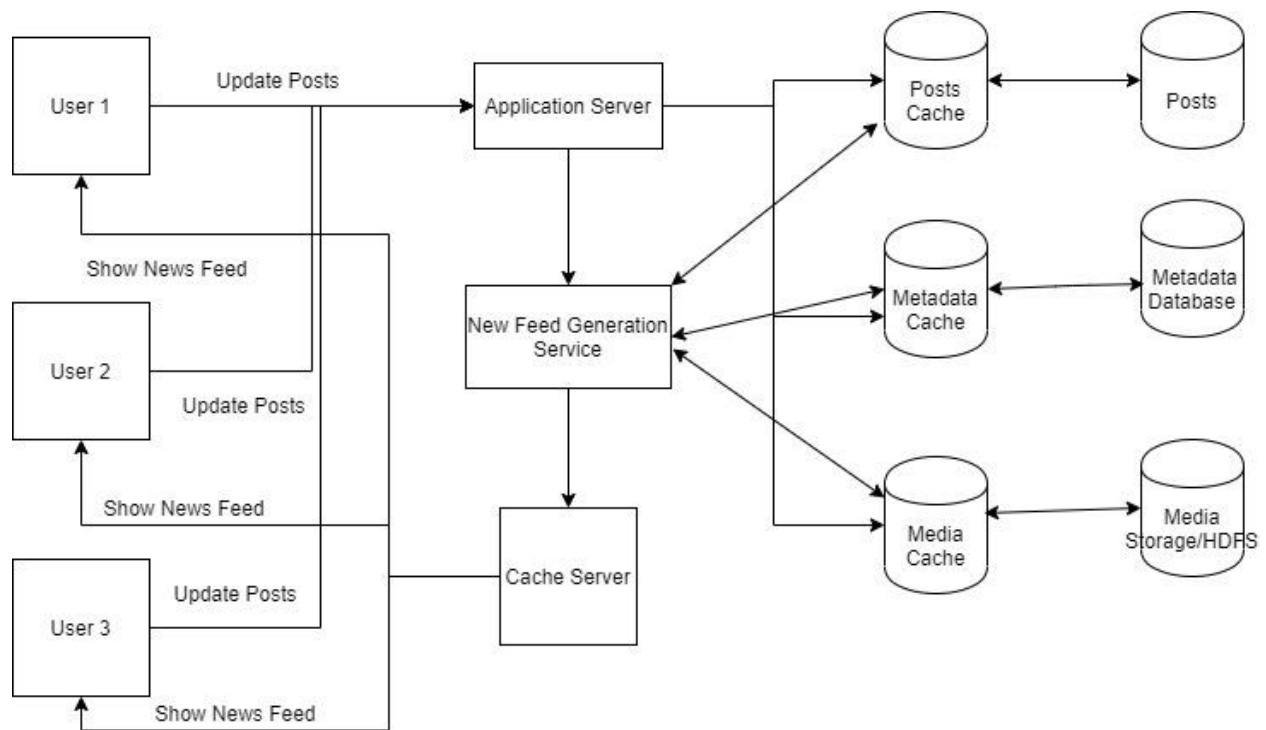 User 1
Update Posts
Application Server
Posts
Cache
Posts
Show News Feed
User 2
Update Posts
New Feed Generation
Service
Metadata
Cache
Metadata
Database
Show News Feed
User 3
Update Posts
Cache Server
Media
Cache
Media
Storage/HDFS
Show News Feed